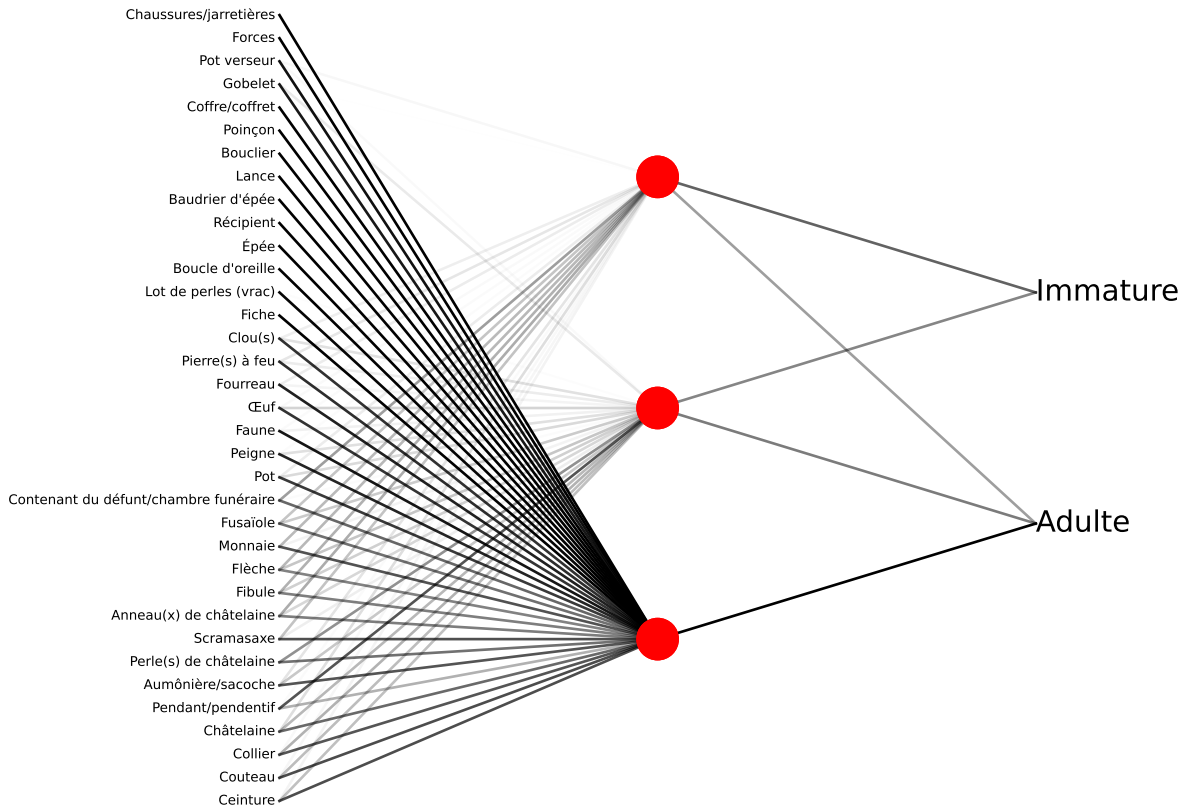 Chaussures/jarretières
Forces
Pot verseur
Gobelet
Coffre/coffret
Poinçon
Bouclier
Lance
Baudrier d'épée
Récipient
Épée
Boucle d'oreille
Lot de perles (vrac)
Fiche
Clou(s)
Pierre(s) à feu
Fourreau
Œuf
Faune
Peigne
Pot
Contenant du défunt/chambre funéraire
Fusaïole
Monnaie
Flèche
Fibule
Anneau(x) de châtelaine
Scramasaxe
Perle(s) de châtelaine
Aumônière/sacoche
Pendant/pendentif
Châtelaine
Collier
Couteau
Ceinture
Immature
Adulte